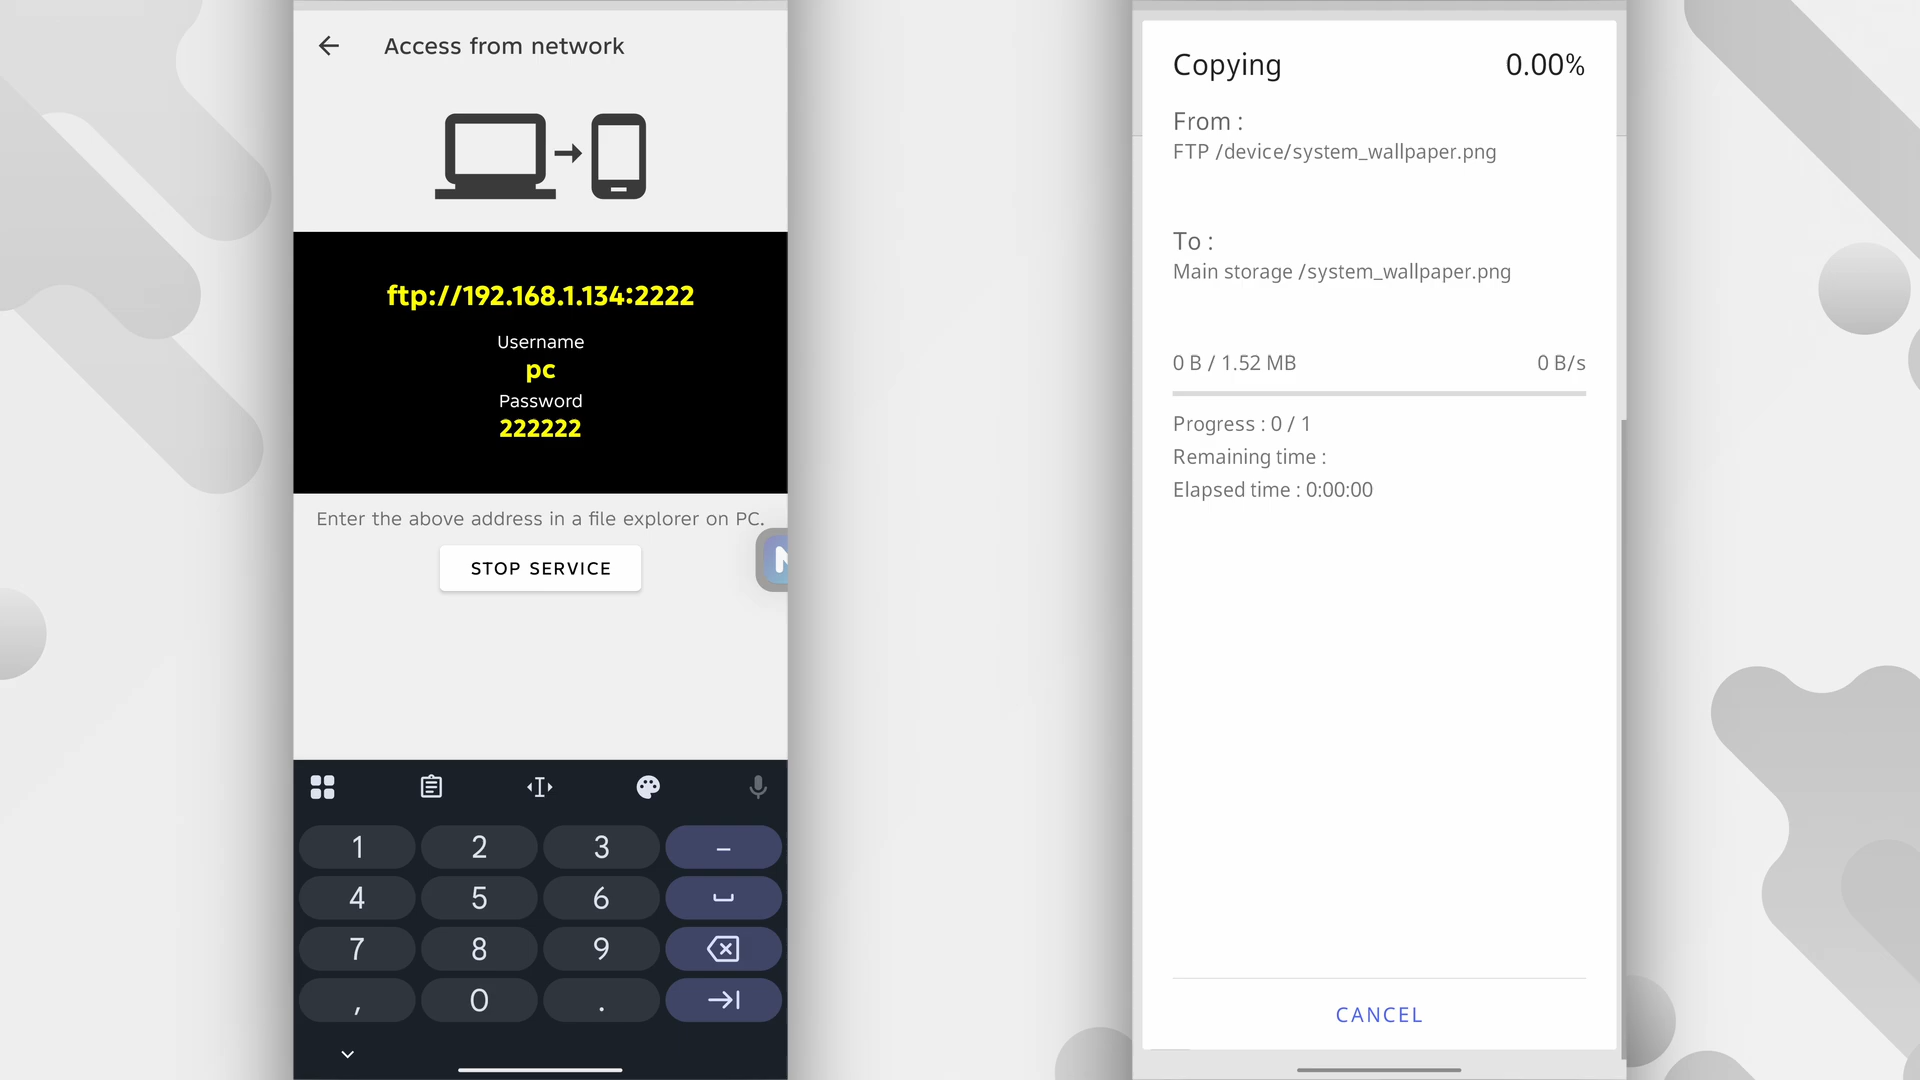 Access from network
ftp://192.168.1.134:2222
Username
pc
Password
222222
Enter the above address in a file explorer on PC.
STOP SERVICE
1 2 3 –
4 5 6
7 8 9
, 0 .
Copying 0.00%
From :
FTP /device/system_wallpaper.png
To :
Main storage /system_wallpaper.png
0 B / 1.52 MB 0 B/s
Progress : 0 / 1
Remaining time :
Elapsed time : 0:00:00
CANCEL